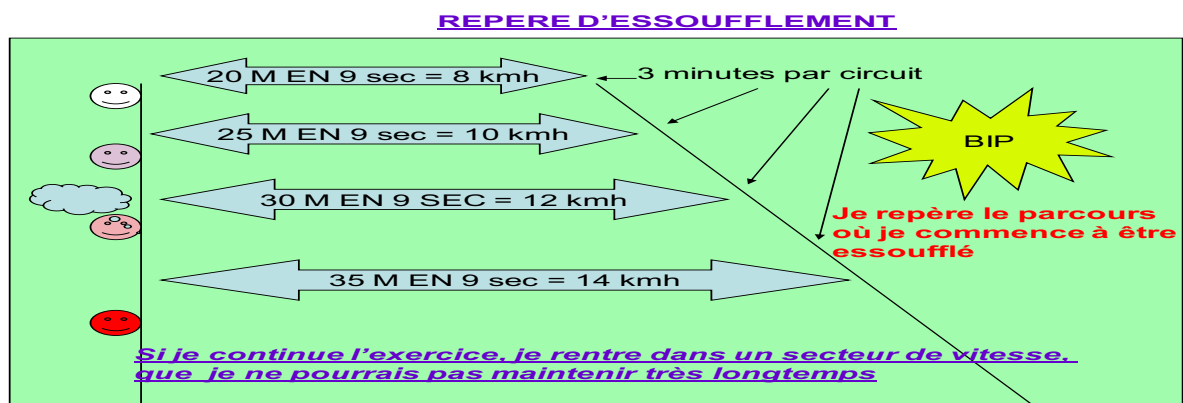 REPERE D'ESSOUFFLEMENT
20 M EN 9 sec = 8 kmh
3 minutes par circuit
25 M EN 9 sec = 10 kmh
BIP
30 M EN 9 SEC = 12 kmh
Je repère le parcours
où je commence à être
essoufflé
35 M EN 9 sec = 14 kmh
Si je continue l'exercice, je rentre dans un secteur de vitesse,
que je ne pourrais pas maintenir très longtemps